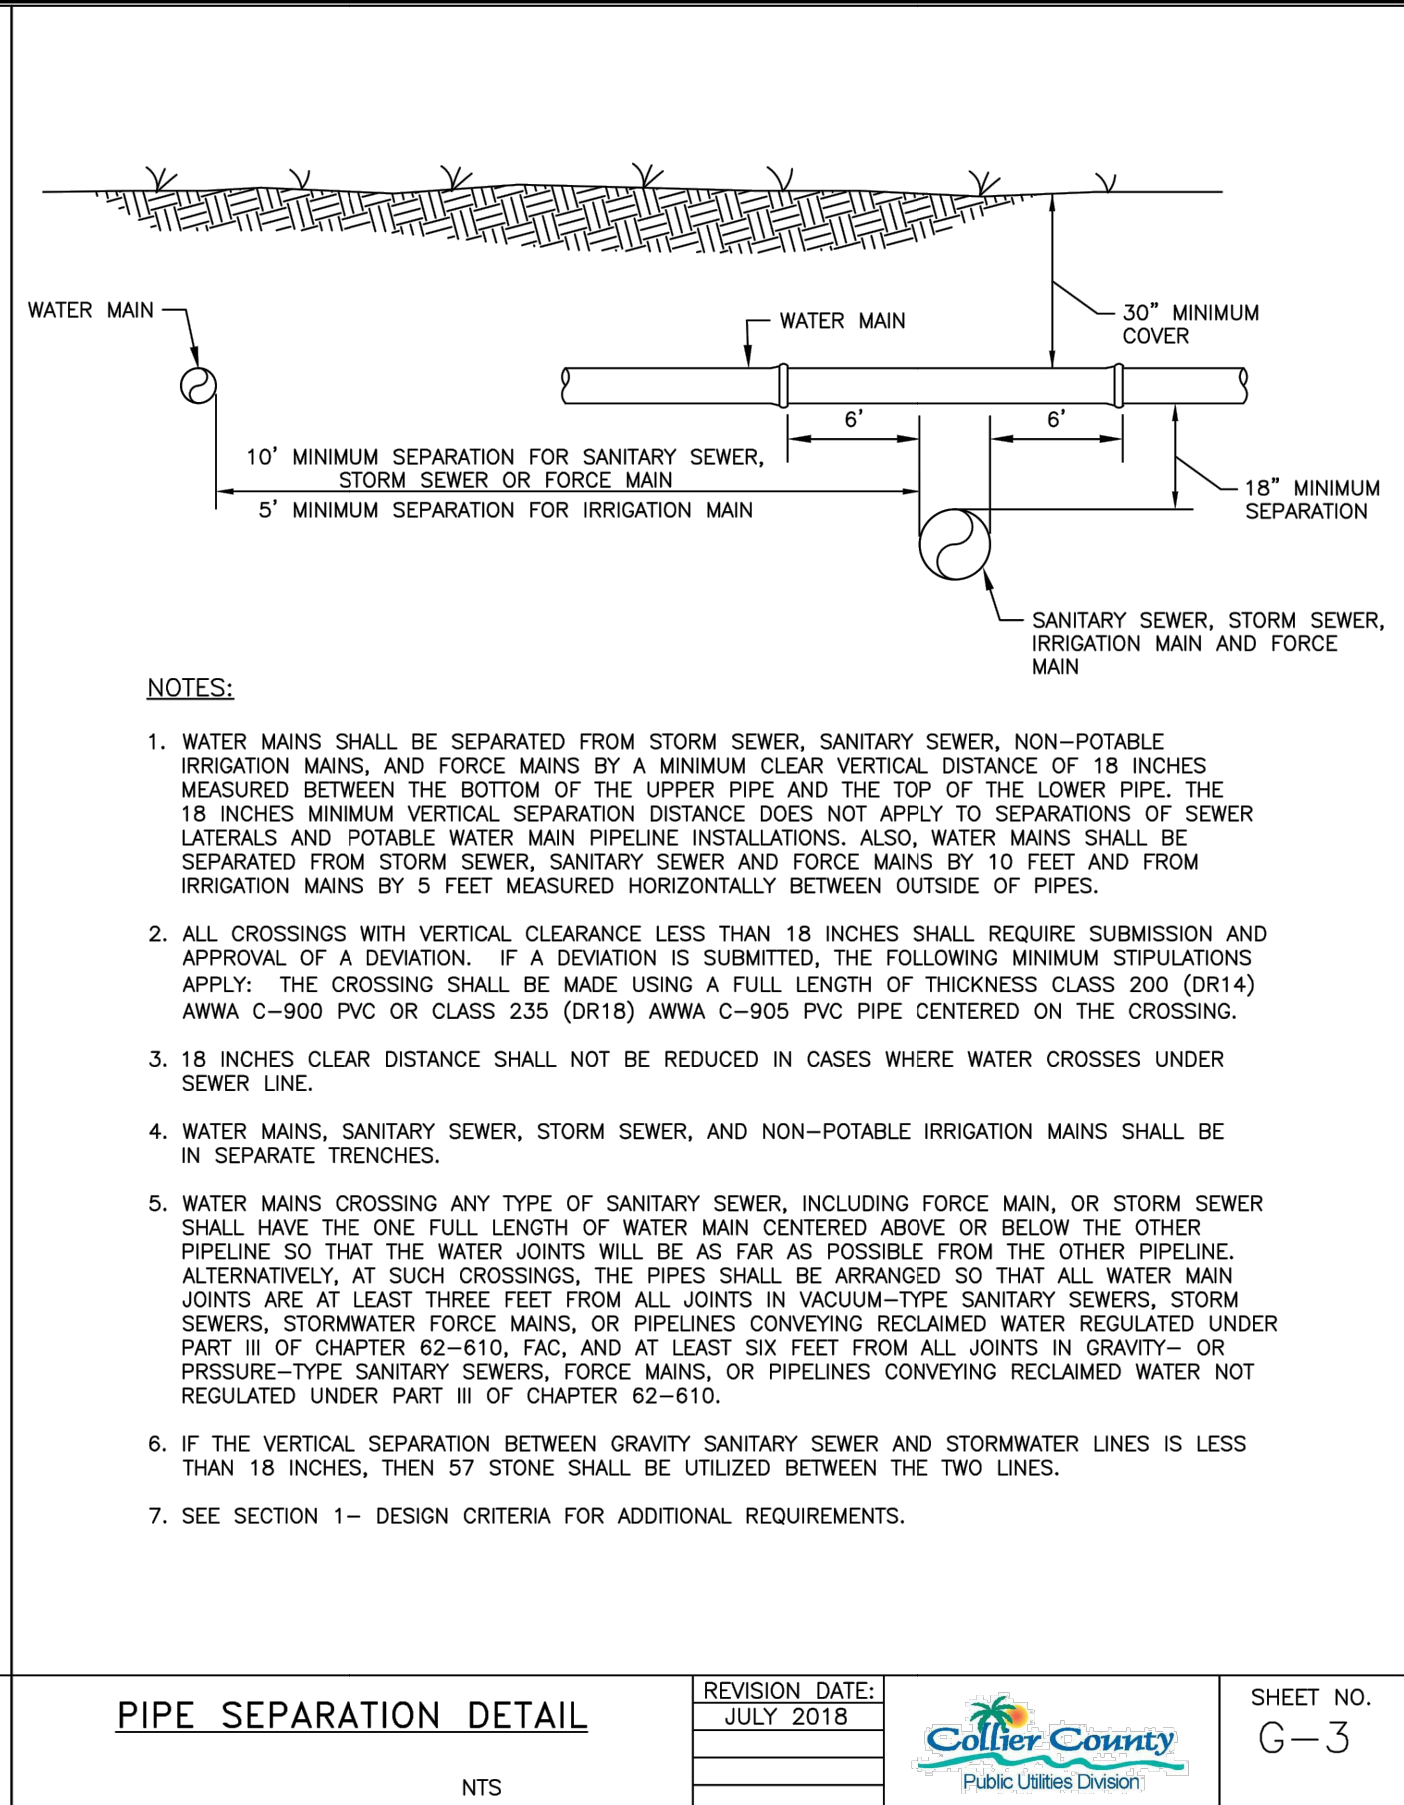 WATER MAIN
WATER MAIN
30" MINIMUM
COVER
6'
6'
10' MINIMUM SEPARATION FOR SANITARY SEWER,
STORM SEWER OR FORCE MAIN
5' MINIMUM SEPARATION FOR IRRIGATION MAIN
18" MINIMUM
SEPARATION
SANITARY SEWER, STORM SEWER,
IRRIGATION MAIN AND FORCE
MAIN
NOTES:
1. WATER MAINS SHALL BE SEPARATED FROM STORM SEWER, SANITARY SEWER, NON-POTABLE
IRRIGATION MAINS, AND FORCE MAINS BY A MINIMUM CLEAR VERTICAL DISTANCE OF 18 INCHES
MEASURED BETWEEN THE BOTTOM OF THE UPPER PIPE AND THE TOP OF THE LOWER PIPE. THE
18 INCHES MINIMUM VERTICAL SEPARATION DISTANCE DOES NOT APPLY TO SEPARATIONS OF SEWER
LATERALS AND POTABLE WATER MAIN PIPELINE INSTALLATIONS. ALSO, WATER MAINS SHALL BE
SEPARATED FROM STORM SEWER, SANITARY SEWER AND FORCE MAINS BY 10 FEET AND FROM
IRRIGATION MAINS BY 5 FEET MEASURED HORIZONTALLY BETWEEN OUTSIDE OF PIPES.
2. ALL CROSSINGS WITH VERTICAL CLEARANCE LESS THAN 18 INCHES SHALL REQUIRE SUBMISSION AND
APPROVAL OF A DEVIATION. IF A DEVIATION IS SUBMITTED, THE FOLLOWING MINIMUM STIPULATIONS
APPLY: THE CROSSING SHALL BE MADE USING A FULL LENGTH OF THICKNESS CLASS 200 (DR14)
AWWA C-900 PVC OR CLASS 235 (DR18) AWWA C-905 PVC PIPE CENTERED ON THE CROSSING.
3. 18 INCHES CLEAR DISTANCE SHALL NOT BE REDUCED IN CASES WHERE WATER CROSSES UNDER
SEWER LINE.
4. WATER MAINS, SANITARY SEWER, STORM SEWER, AND NON-POTABLE IRRIGATION MAINS SHALL BE
IN SEPARATE TRENCHES.
5. WATER MAINS CROSSING ANY TYPE OF SANITARY SEWER, INCLUDING FORCE MAIN, OR STORM SEWER
SHALL HAVE THE ONE FULL LENGTH OF WATER MAIN CENTERED ABOVE OR BELOW THE OTHER
PIPELINE SO THAT THE WATER JOINTS WILL BE AS FAR AS POSSIBLE FROM THE OTHER PIPELINE.
ALTERNATIVELY, AT SUCH CROSSINGS, THE PIPES SHALL BE ARRANGED SO THAT ALL WATER MAIN
JOINTS ARE AT LEAST THREE FEET FROM ALL JOINTS IN VACUUM-TYPE SANITARY SEWERS, STORM
SEWERS, STORMWATER FORCE MAINS, OR PIPELINES CONVEYING RECLAIMED WATER REGULATED UNDER
PART III OF CHAPTER 62-610, FAC, AND AT LEAST SIX FEET FROM ALL JOINTS IN GRAVITY- OR
PRSSURE-TYPE SANITARY SEWERS, FORCE MAINS, OR PIPELINES CONVEYING RECLAIMED WATER NOT
REGULATED UNDER PART III OF CHAPTER 62-610.
6. IF THE VERTICAL SEPARATION BETWEEN GRAVITY SANITARY SEWER AND STORMWATER LINES IS LESS
THAN 18 INCHES, THEN 57 STONE SHALL BE UTILIZED BETWEEN THE TWO LINES.
7. SEE SECTION 1- DESIGN CRITERIA FOR ADDITIONAL REQUIREMENTS.
PIPE SEPARATION DETAIL
NTS
REVISION DATE:
JULY 2018
Collier County
Public Utilities Division
SHEET NO.
G-3